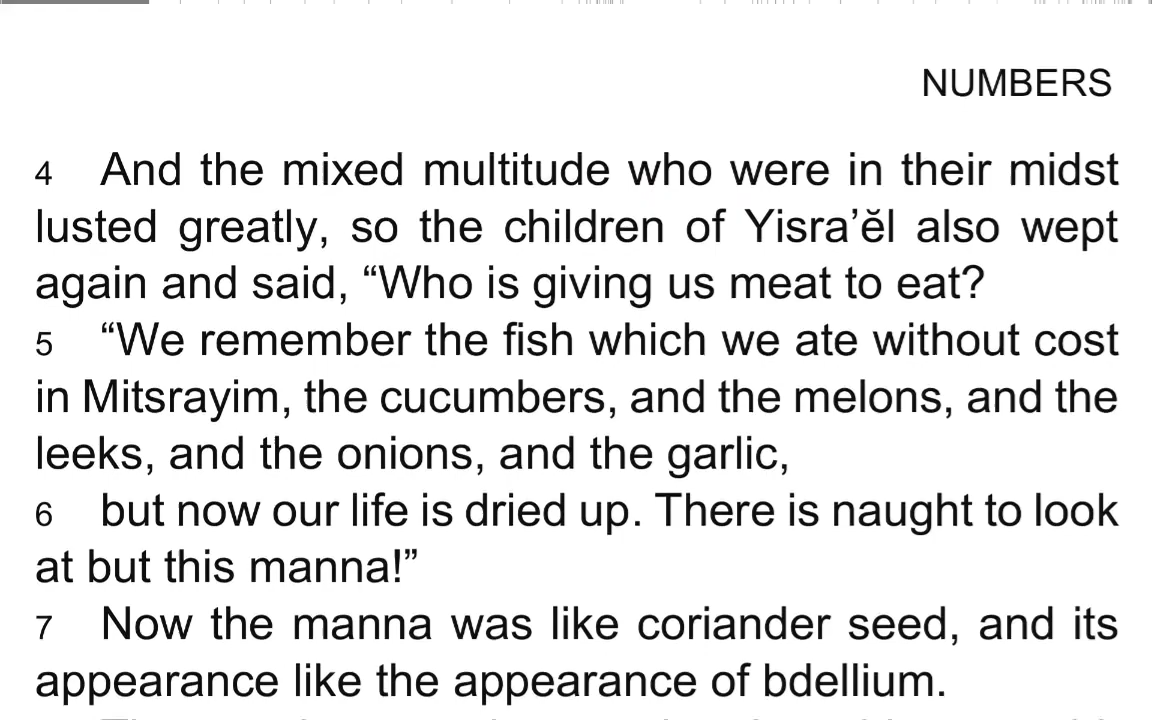 NUMBERS
4 And the mixed multitude who were in their midst
lusted greatly, so the children of Yisra’ĕl also wept
again and said, “Who is giving us meat to eat?
5 “We remember the fish which we ate without cost
in Mitsrayim, the cucumbers, and the melons, and the
leeks, and the onions, and the garlic,
6 but now our life is dried up. There is naught to look
at but this manna!”
7 Now the manna was like coriander seed, and its
appearance like the appearance of bdellium.